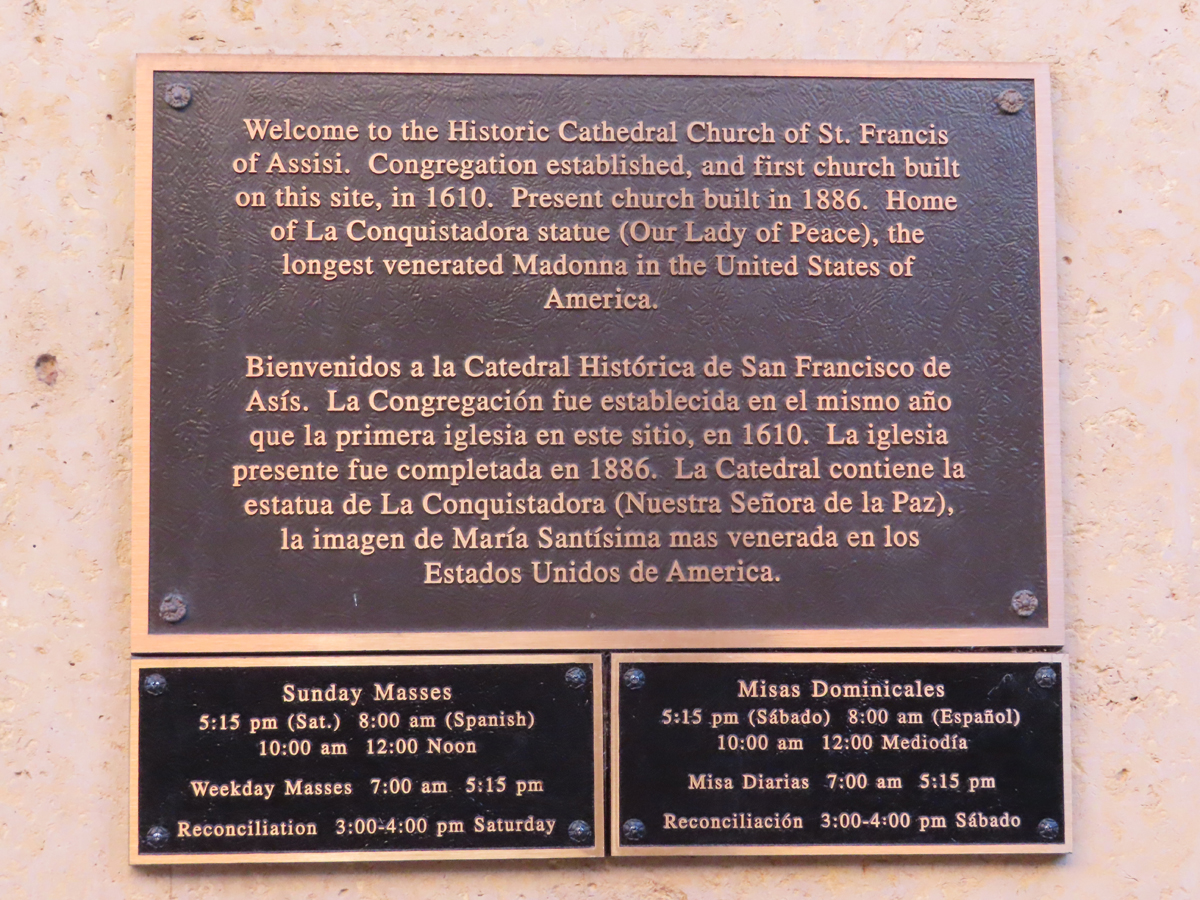 Welcome to the Historic Cathedral Church of St. Francis
of Assisi. Congregation established, and first church built
on this site, in 1610. Present church built in 1886. Home
of La Conquistadora statue (Our Lady of Peace), the
longest venerated Madonna in the United States of
America.
Bienvenidos a la Catedral Histórica de San Francisco de
Asís. La Congregación fue establecida en el mismo año
que la primera iglesia en este sitio, en 1610. La iglesia
presente fue completada en 1886. La Catedral contiene la
estatua de La Conquistadora (Nuestra Señora de la Paz),
la imagen de María Santísima mas venerada en los
Estados Unidos de America.
Sunday Masses
5:15 pm (Sat.) 8:00 am (Spanish)
10:00 am 12:00 Noon
Weekday Masses 7:00 am 5:15 pm
Reconciliation 3:00-4:00 pm Saturday
Misas Dominicales
5:15 pm (Sábado) 8:00 am (Español)
10:00 am 12:00 Mediodía
Misa Diarias 7:00 am 5:15 pm
Reconciliación 3:00-4:00 pm Sábado